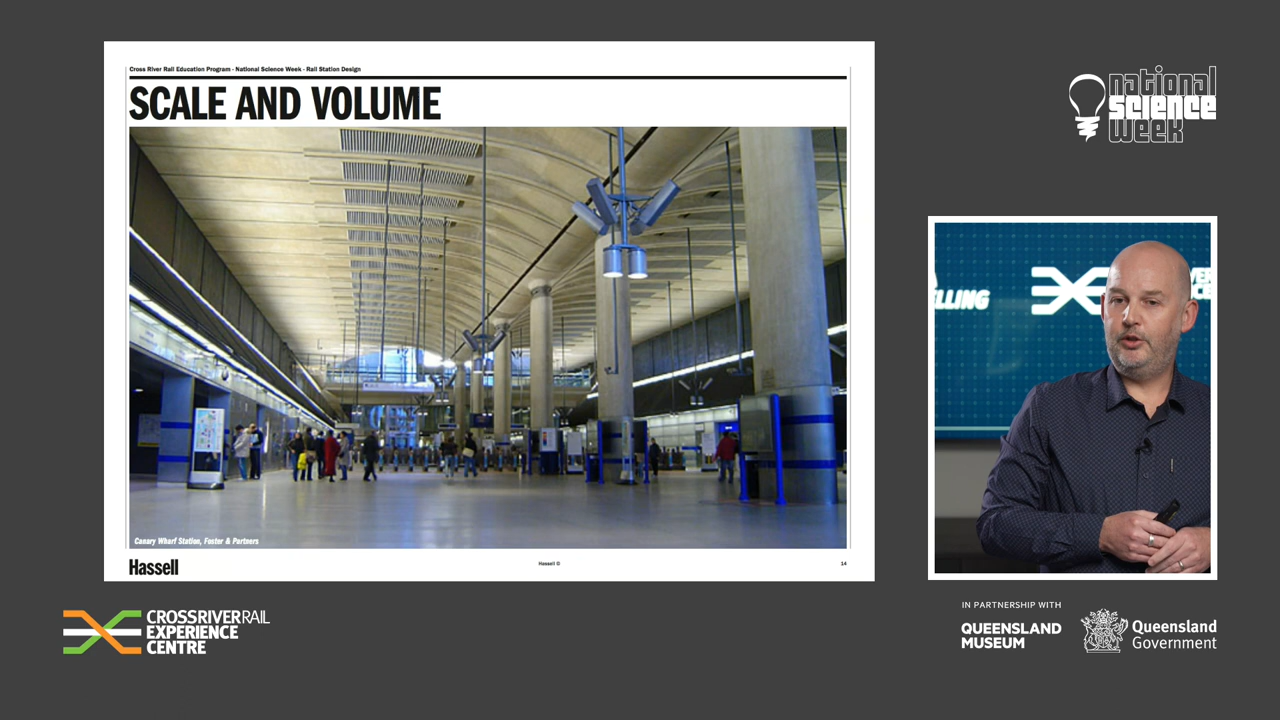 Cross River Rail Education Program - National Science Week - Rail Station Design
SCALE AND VOLUME
Canary Wharf Station, Foster & Partners
Hassell
Hassell ©
14
national
science
week
ELLING
CROSSRIVERRAIL
EXPERIENCE
CENTRE
IN PARTNERSHIP WITH
QUEENSLAND
MUSEUM
Queensland
Government